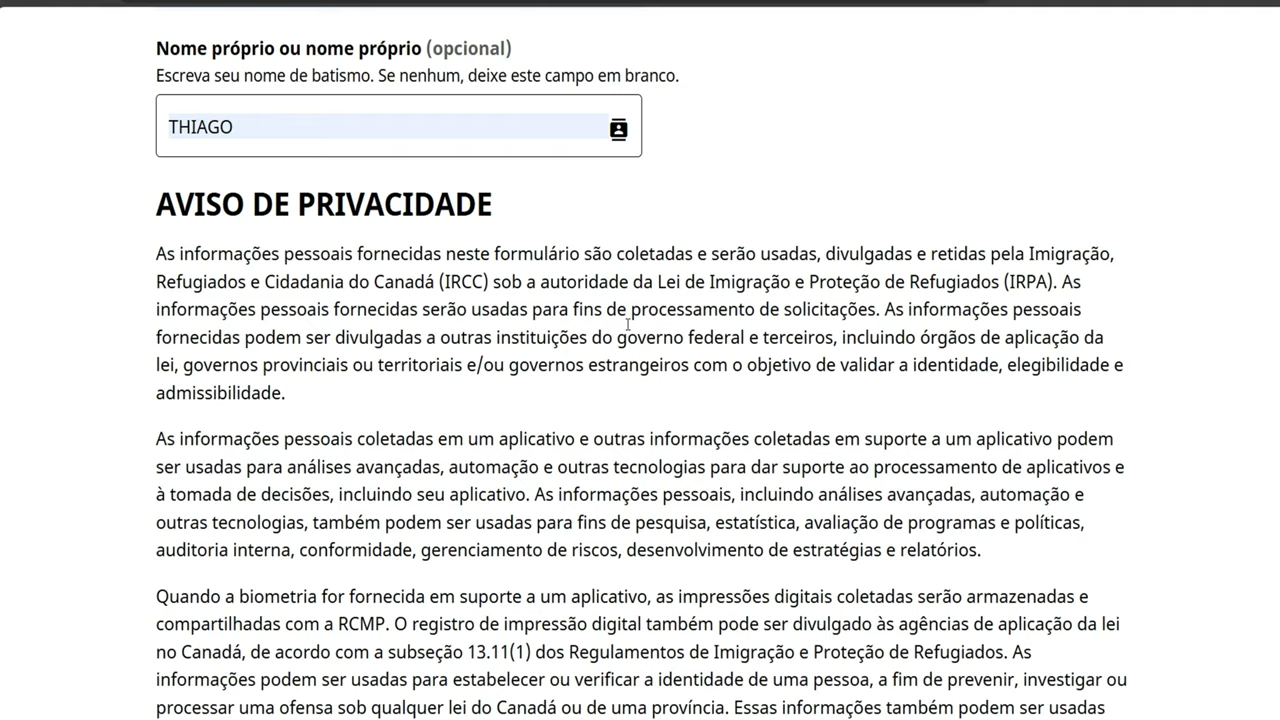 Nome próprio ou nome próprio (opcional)
Escreva seu nome de batismo. Se nenhum, deixe este campo em branco.
THIAGO
AVISO DE PRIVACIDADE
As informações pessoais fornecidas neste formulário são coletadas e serão usadas, divulgadas e retidas pela Imigração,
Refugiados e Cidadania do Canadá (IRCC) sob a autoridade da Lei de Imigração e Proteção de Refugiados (IRPA). As
informações pessoais fornecidas serão usadas para fins de processamento de solicitações. As informações pessoais
fornecidas podem ser divulgadas a outras instituições do governo federal e terceiros, incluindo órgãos de aplicação da
lei, governos provinciais ou territoriais e/ou governos estrangeiros com o objetivo de validar a identidade, elegibilidade e
admissibilidade.
As informações pessoais coletadas em um aplicativo e outras informações coletadas em suporte a um aplicativo podem
ser usadas para análises avançadas, automação e outras tecnologias para dar suporte ao processamento de aplicativos e
à tomada de decisões, incluindo seu aplicativo. As informações pessoais, incluindo análises avançadas, automação e
outras tecnologias, também podem ser usadas para fins de pesquisa, estatística, avaliação de programas e políticas,
auditoria interna, conformidade, gerenciamento de riscos, desenvolvimento de estratégias e relatórios.
Quando a biometria for fornecida em suporte a um aplicativo, as impressões digitais coletadas serão armazenadas e
compartilhadas com a RCMP. O registro de impressão digital também pode ser divulgado às agências de aplicação da lei
no Canadá, de acordo com a subseção 13.11(1) dos Regulamentos de Imigração e Proteção de Refugiados. As
informações podem ser usadas para estabelecer ou verificar a identidade de uma pessoa, a fim de prevenir, investigar ou
processar uma ofensa sob qualquer lei do Canadá ou de uma província. Essas informações também podem ser usadas